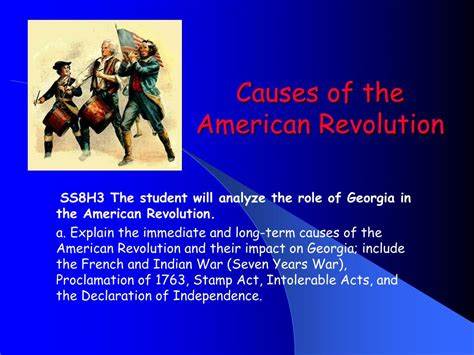 Causes of the
American Revolution
SS8H3 The student will analyze the role of Georgia in
the American Revolution.
a. Explain the immediate and long-term causes of the
American Revolution and their impact on Georgia; include
the French and Indian War (Seven Years War),
Proclamation of 1763, Stamp Act, Intolerable Acts, and
the Declaration of Independence.